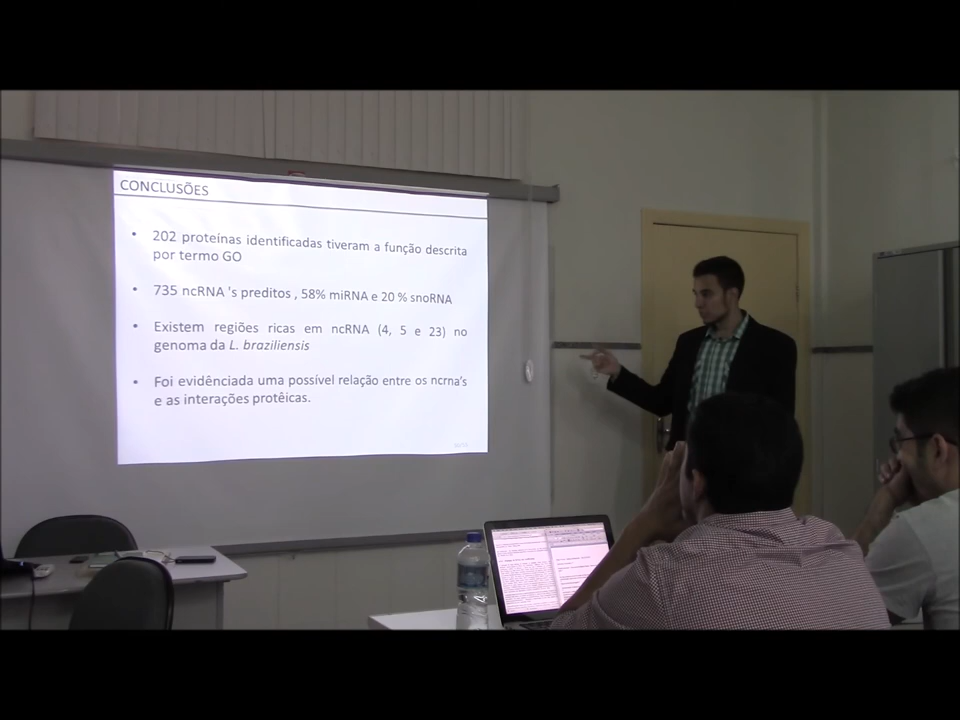 CONCLUSÕES
• 202 proteínas identificadas tiveram a função descrita
por termo GO
• 735 ncRNA 's preditos , 58% miRNA e 20 % snoRNA
• Existem regiões ricas em ncRNA (4, 5 e 23) no
genoma da L. braziliensis
• Foi evidênciada uma possível relação entre os ncrna's
e as interações protêicas.